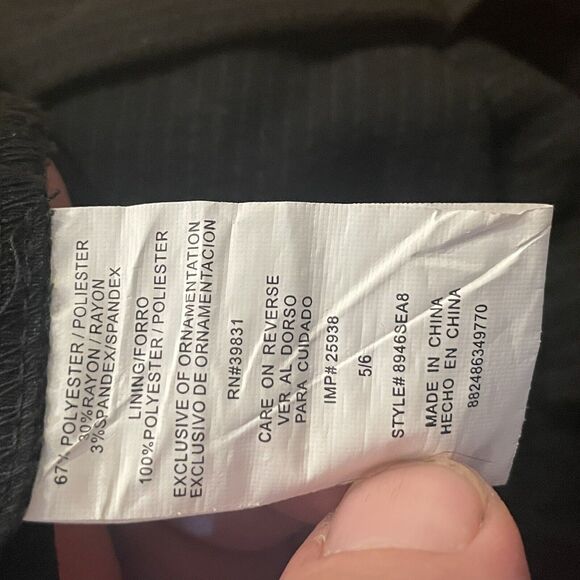 67% POLYESTER / POLIESTER
30%RAYON / RAYON
3%SPANDEX/SPANDEX
LINING/FORRO
100%POLYESTER / POLIESTER
EXCLUSIVE OF ORNAMENTATION
EXCLUSIVO DE ORNAMENTACION
RN#39831
CARE ON REVERSE
VER AL DORSO
PARA CUIDADO
IMP# 25938
5/6
STYLE# 8946SEA8
MADE IN CHINA
HECHO EN CHINA
882486349770